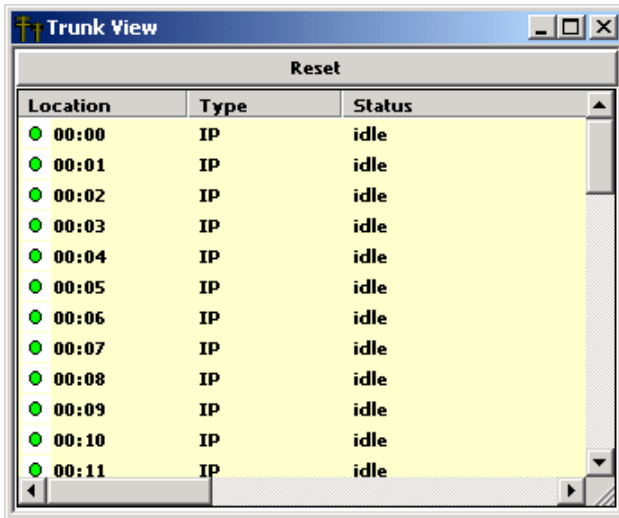 Trunk View
Reset
Location Type Status
00:00 IP idle
00:01 IP idle
00:02 IP idle
00:03 IP idle
00:04 IP idle
00:05 IP idle
00:06 IP idle
00:07 IP idle
00:08 IP idle
00:09 IP idle
00:10 IP idle
00:11 IP idle